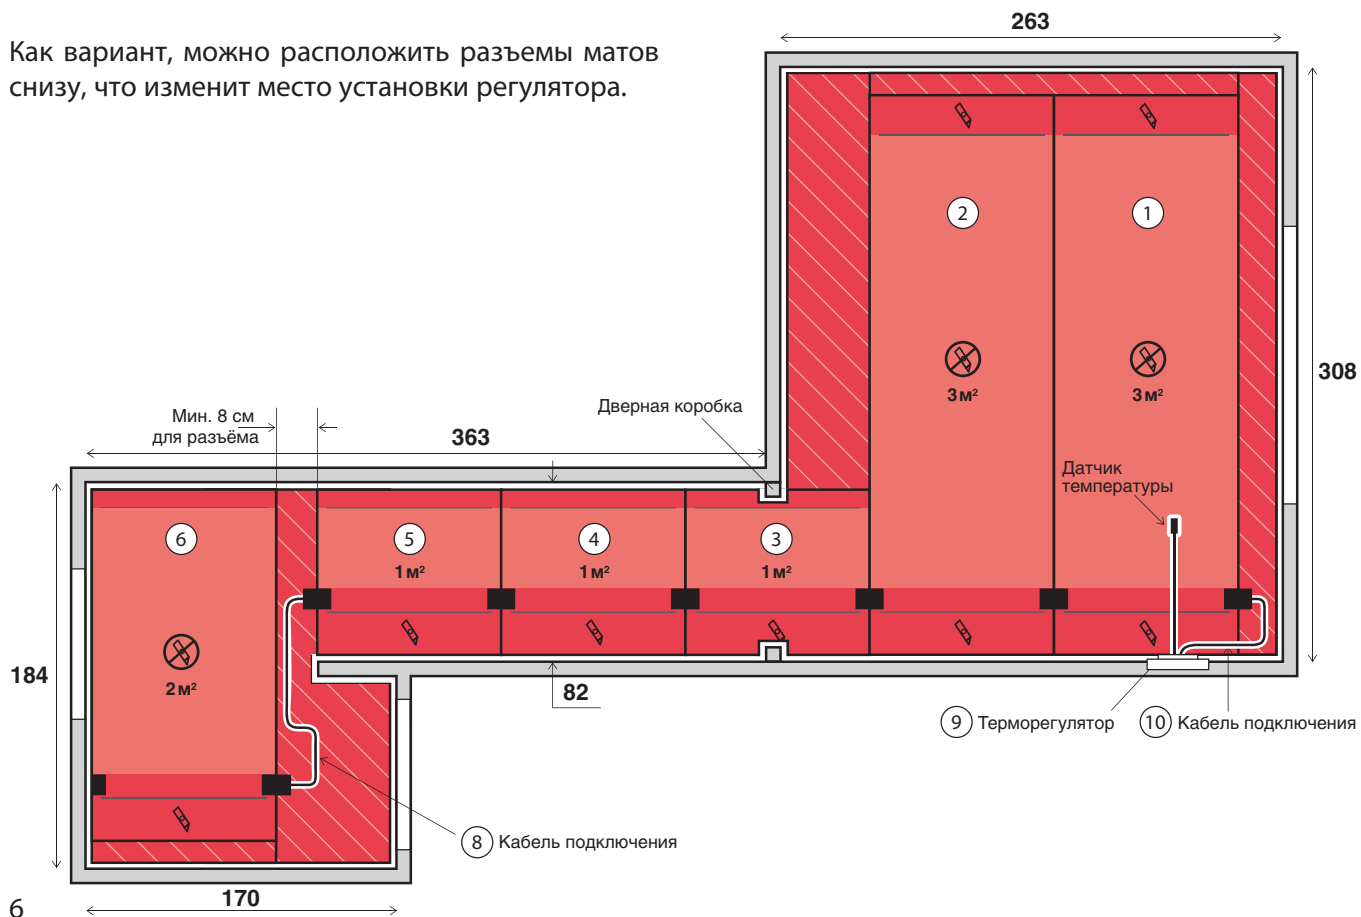 Как вариант, можно расположить разъемы матов
снизу, что изменит место установки регулятора.
263
2
1
3 м²
3 м²
308
Мин. 8 см
для разъёма
363
Дверная коробка
Датчик
температуры
6
5
4
3
1 м²
1 м²
1 м²
2 м²
184
82
9 Терморегулятор
10 Кабель подключения
8 Кабель подключения
170
6